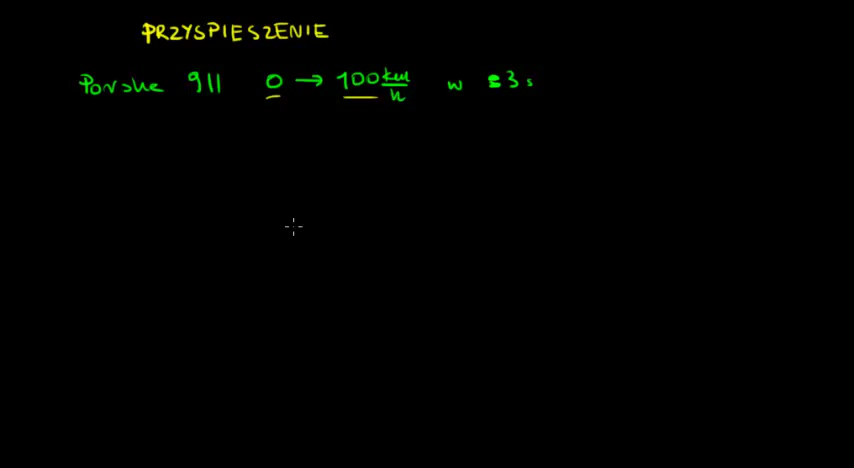 PRZYSPIESZENIE
Porshe 911 0 → 100 km/h w 3 s